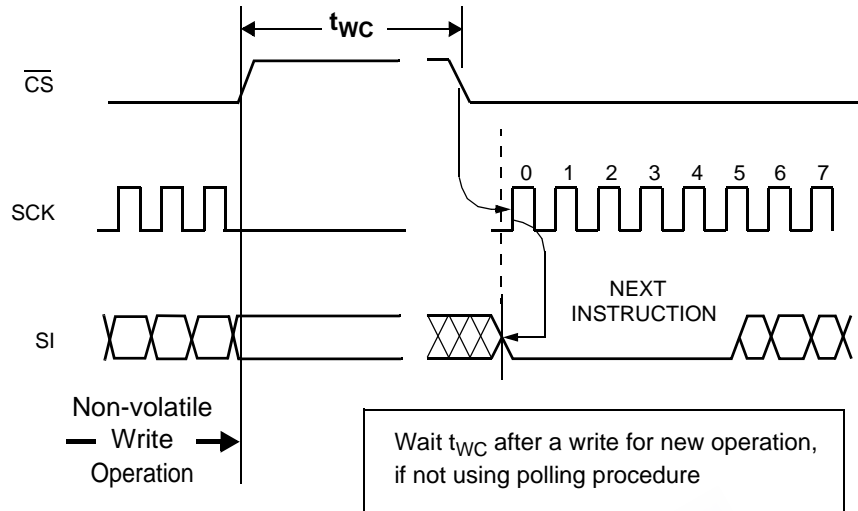 tWC
CS
0 1 2 3 4 5 6 7
SCK
NEXT
INSTRUCTION
SI
Non-volatile
Write
Operation
Wait tWC after a write for new operation,
if not using polling procedure